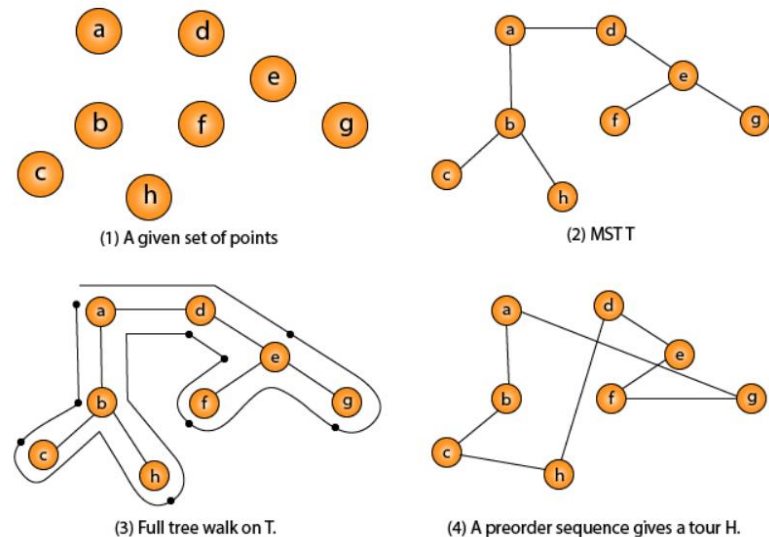 a d
e
b f g
c
h
(1) A given set of points
a d
e
f g
b
c
h
(2) MST T
a d
e
b f g
c
h
(3) Full tree walk on T.
a d
e
b f g
c
h
(4) A preorder sequence gives a tour H.